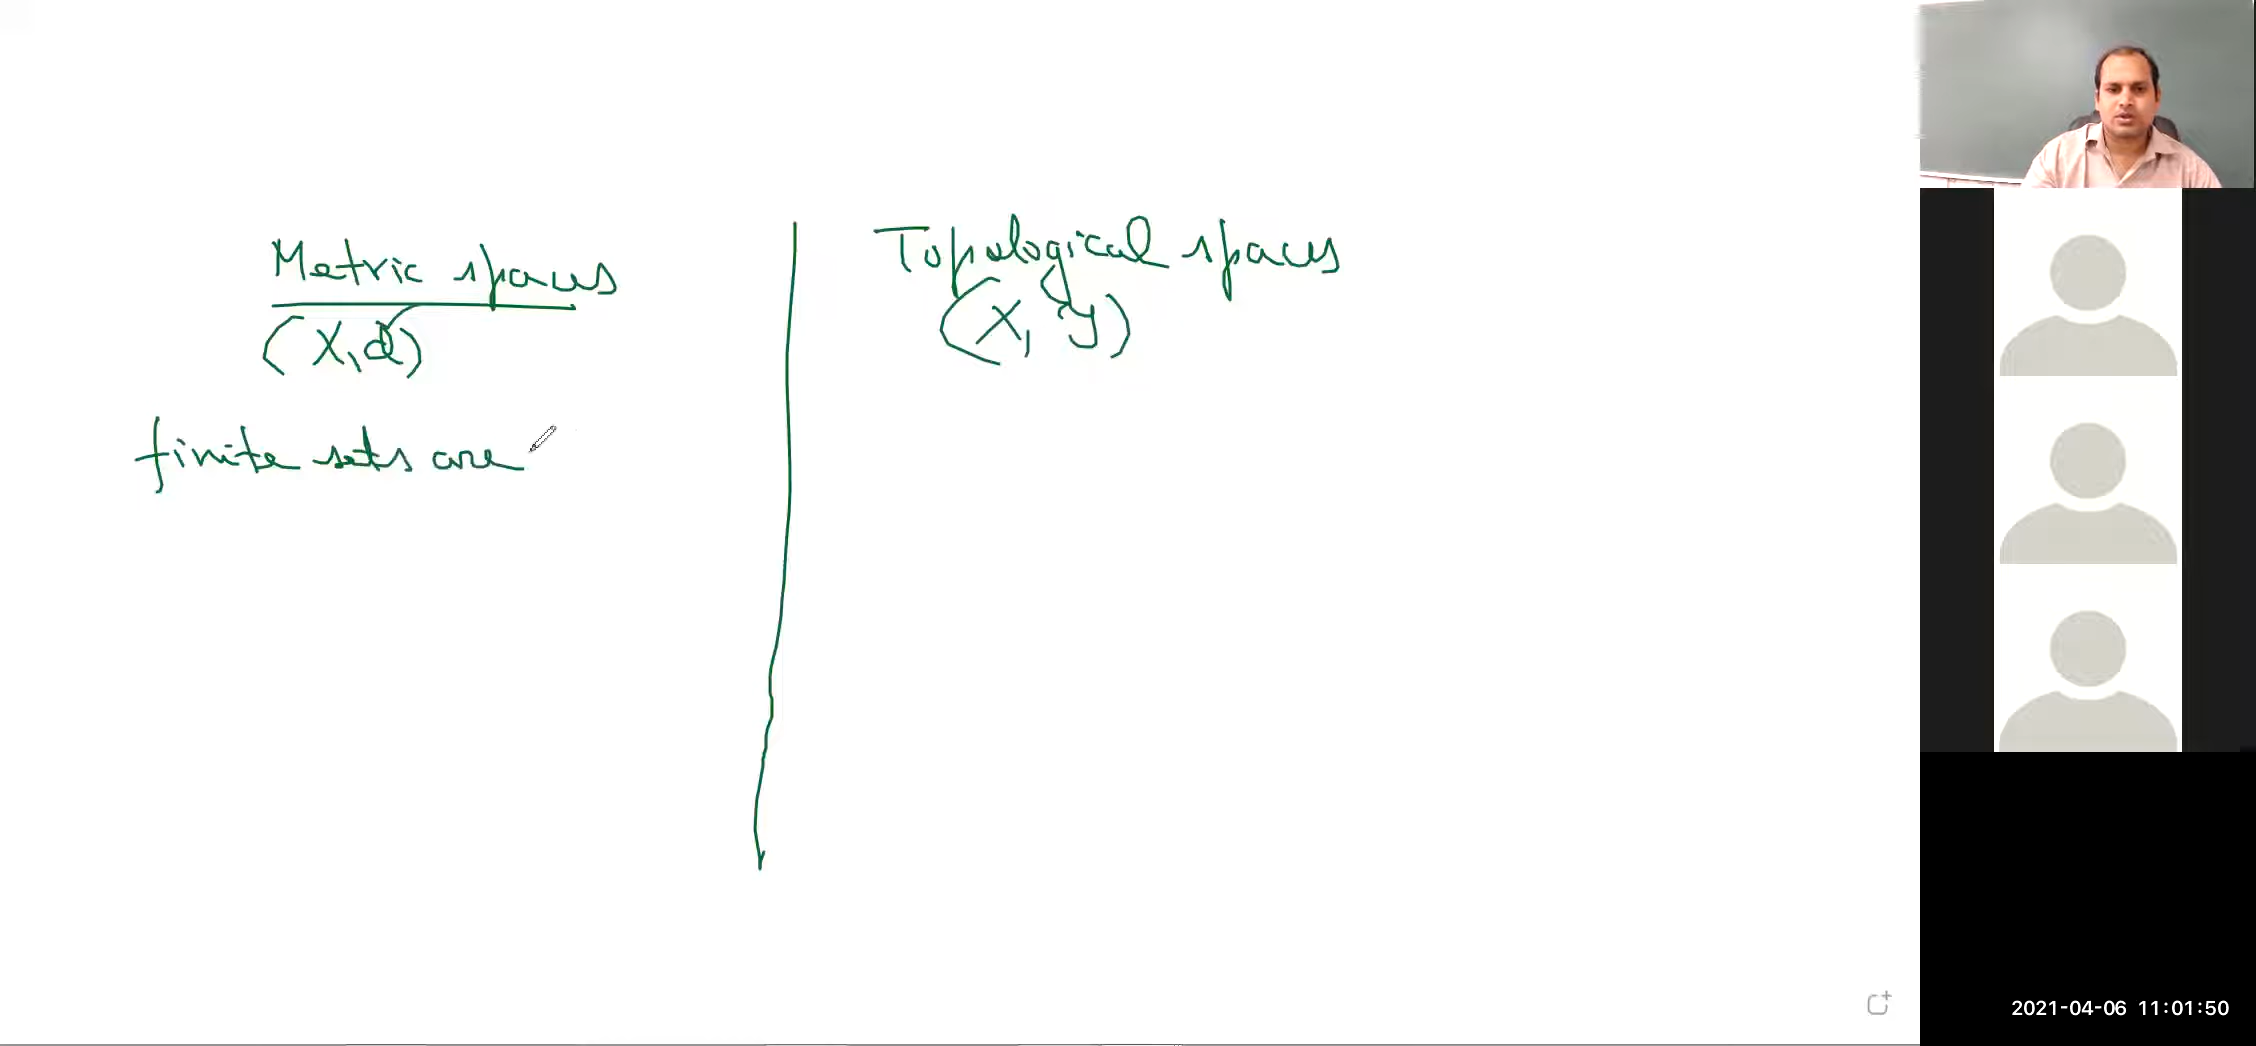 Metric spaces
(X, d)
finite sets are
Topological spaces
(X, Y)
2021-04-06 11:01:50